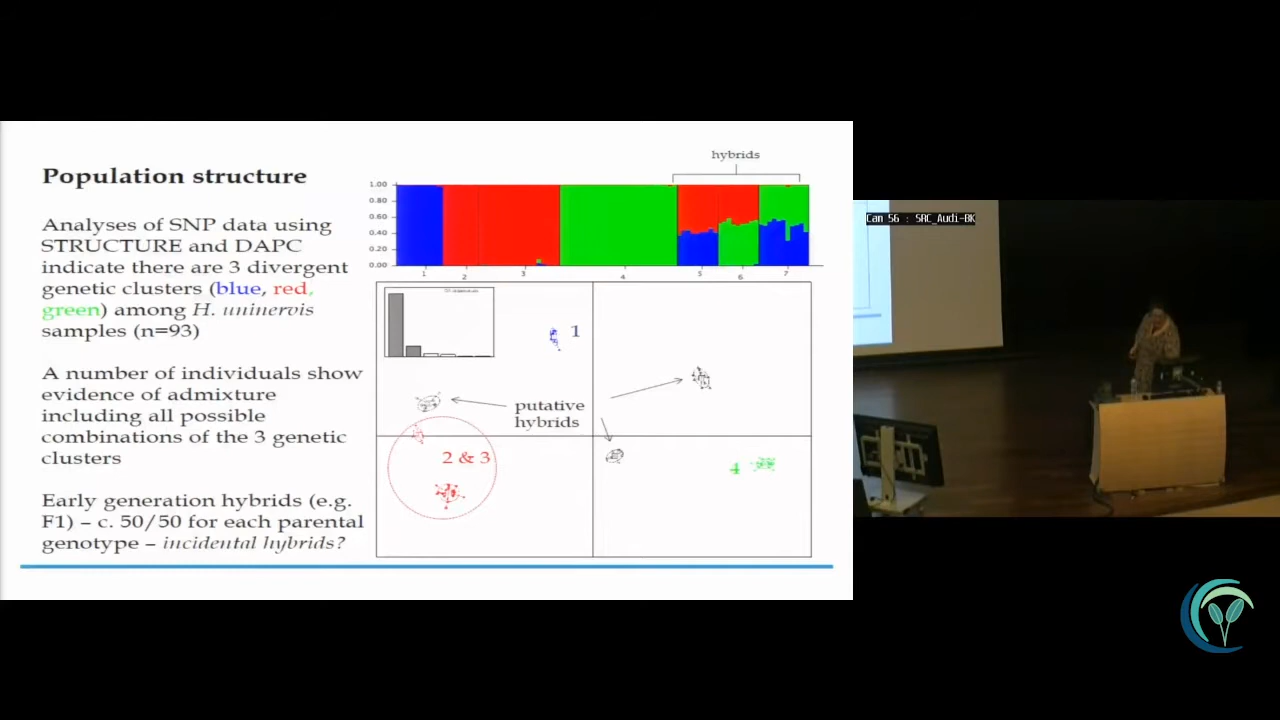 Population structure
Analyses of SNP data using
STRUCTURE and DAPC
indicate there are 3 divergent
genetic clusters (blue, red,
green) among H. uninervis
samples (n=93)
A number of individuals show
evidence of admixture
including all possible
combinations of the 3 genetic
clusters
Early generation hybrids (e.g.
F1) – c. 50/50 for each parental
genotype – incidental hybrids?
hybrids
1.00
0.80
0.60
0.40
0.20
0.00
1 2 3 4 5 6 7
1
putative
hybrids
2 & 3
4
Cam 56 : SRC_Audi-BK